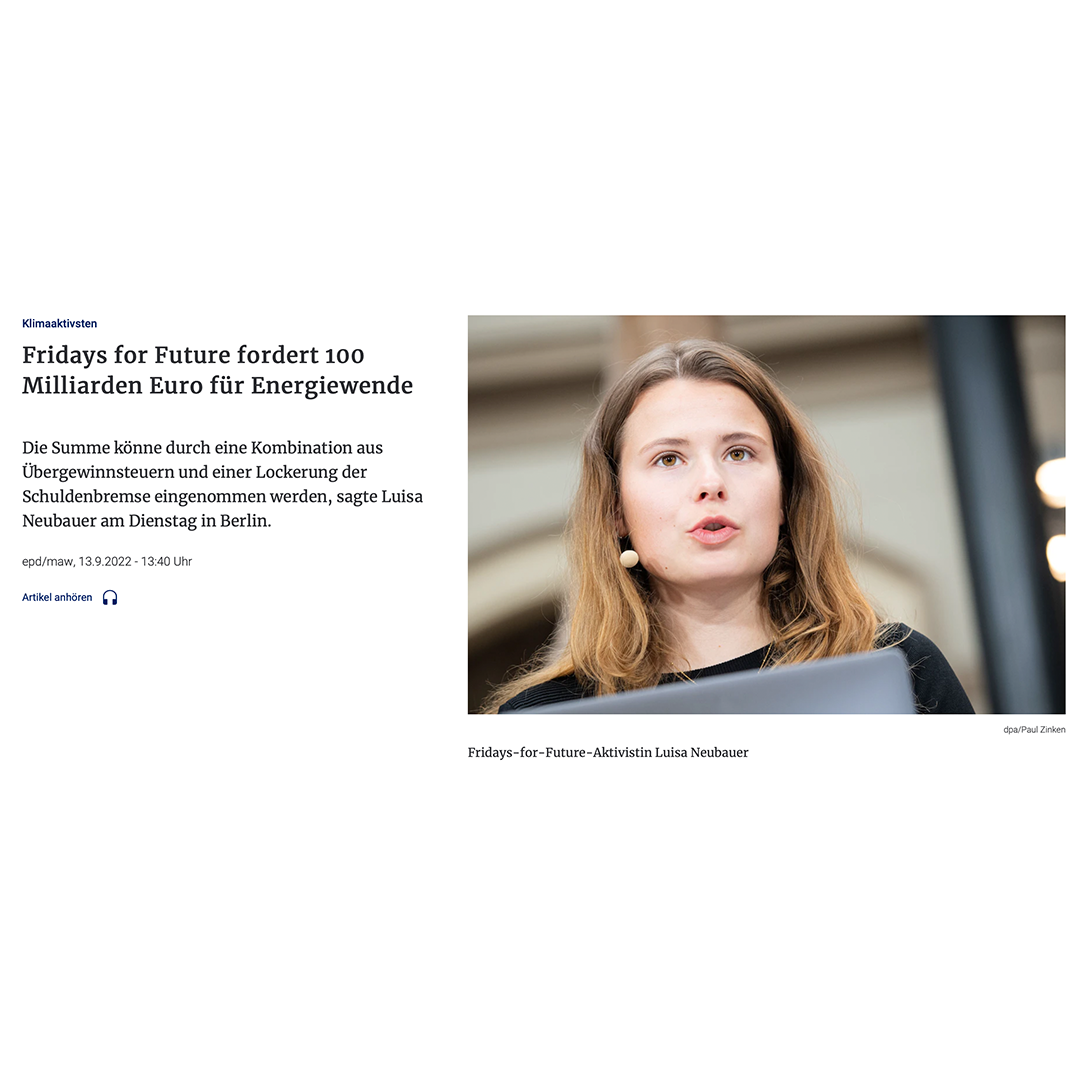 Klimaaktivsten
Fridays for Future fordert 100
Milliarden Euro für Energiewende
Die Summe könne durch eine Kombination aus
Übergewinnsteuern und einer Lockerung der
Schuldenbremse eingenommen werden, sagte Luisa
Neubauer am Dienstag in Berlin.
epd/maw, 13.9.2022 - 13:40 Uhr
Artikel anhören
dpa/Paul Zinken
Fridays-for-Future-Aktivistin Luisa Neubauer